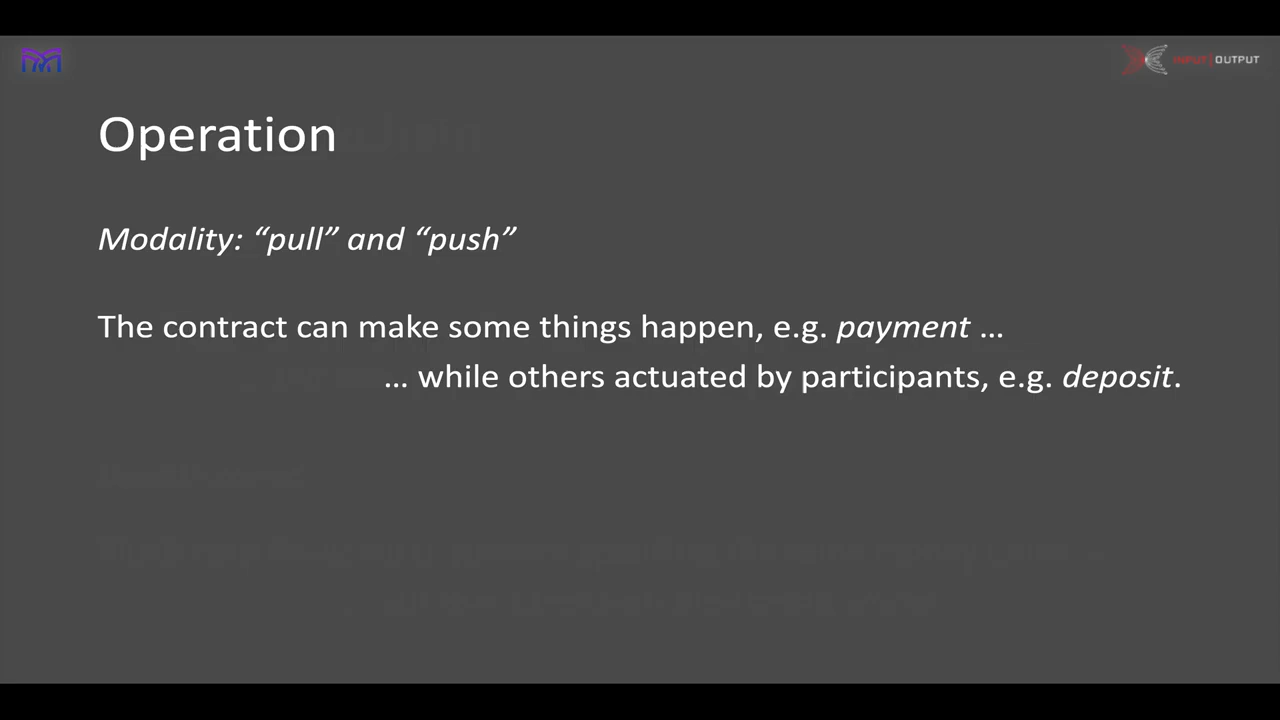 INPUT|OUTPUT
Operation
Modality: “pull” and “push”
The contract can make some things happen, e.g. payment …
… while others actuated by participants, e.g. deposit.